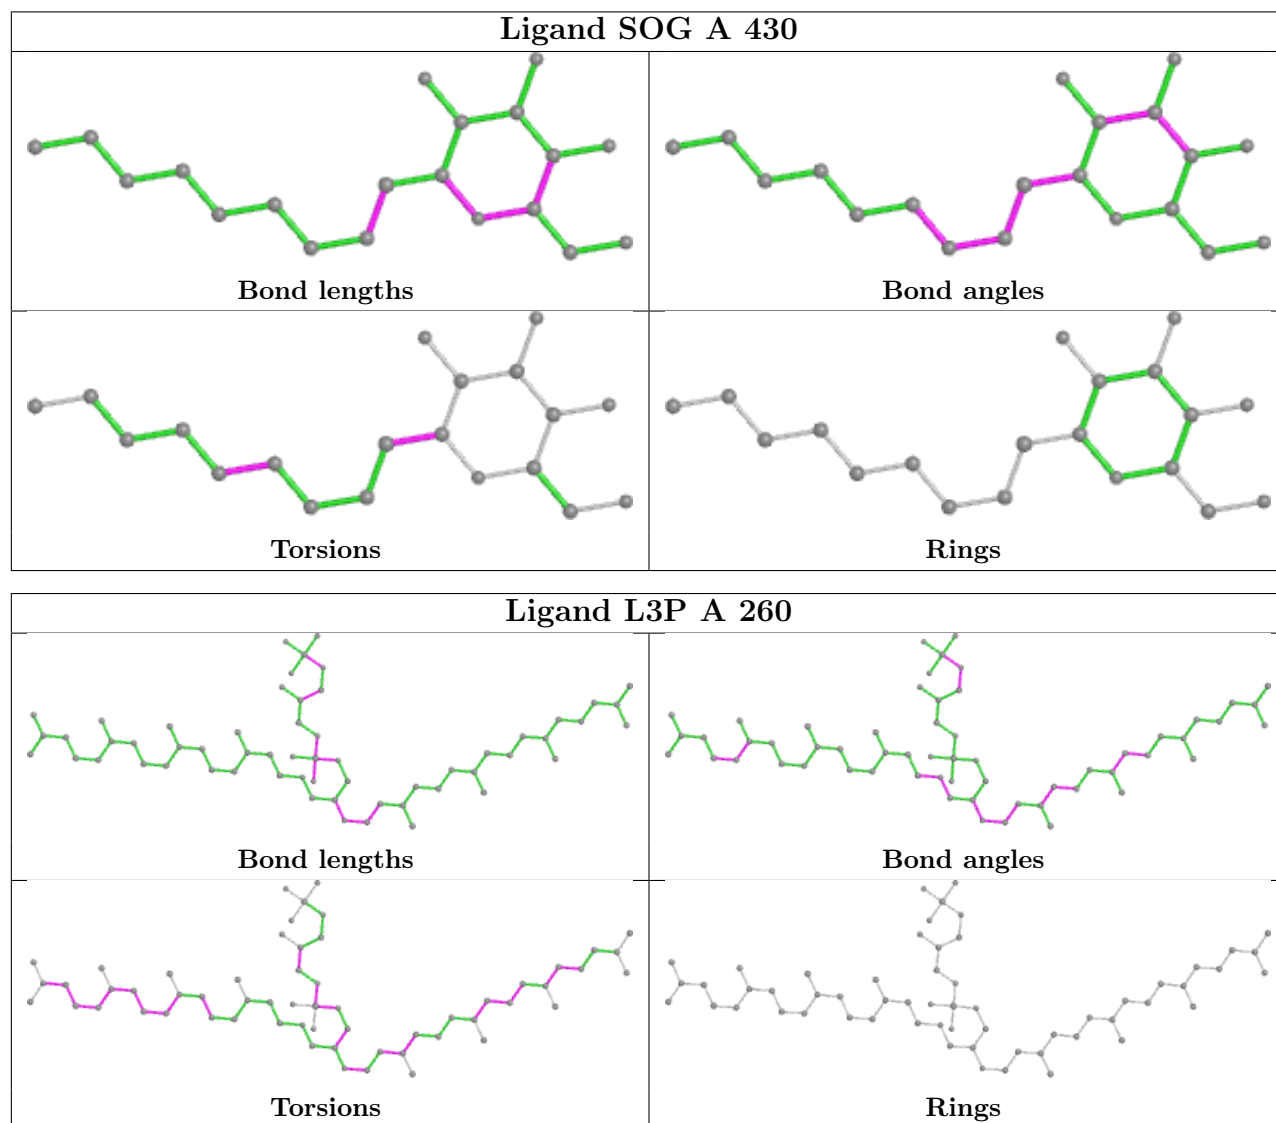 Ligand SOG A 430
Bond lengths
Bond angles
Torsions
Rings
Ligand L3P A 260
Bond lengths
Bond angles
Torsions
Rings